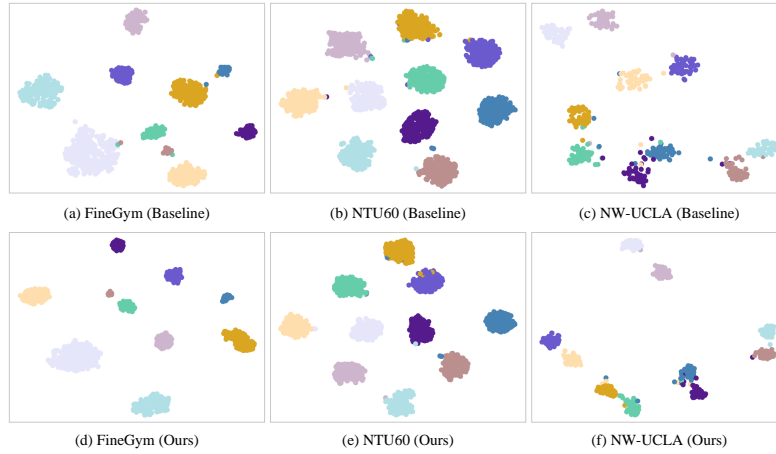 (a) FineGym (Baseline)
(b) NTU60 (Baseline)
(c) NW-UCLA (Baseline)
(d) FineGym (Ours)
(e) NTU60 (Ours)
(f) NW-UCLA (Ours)